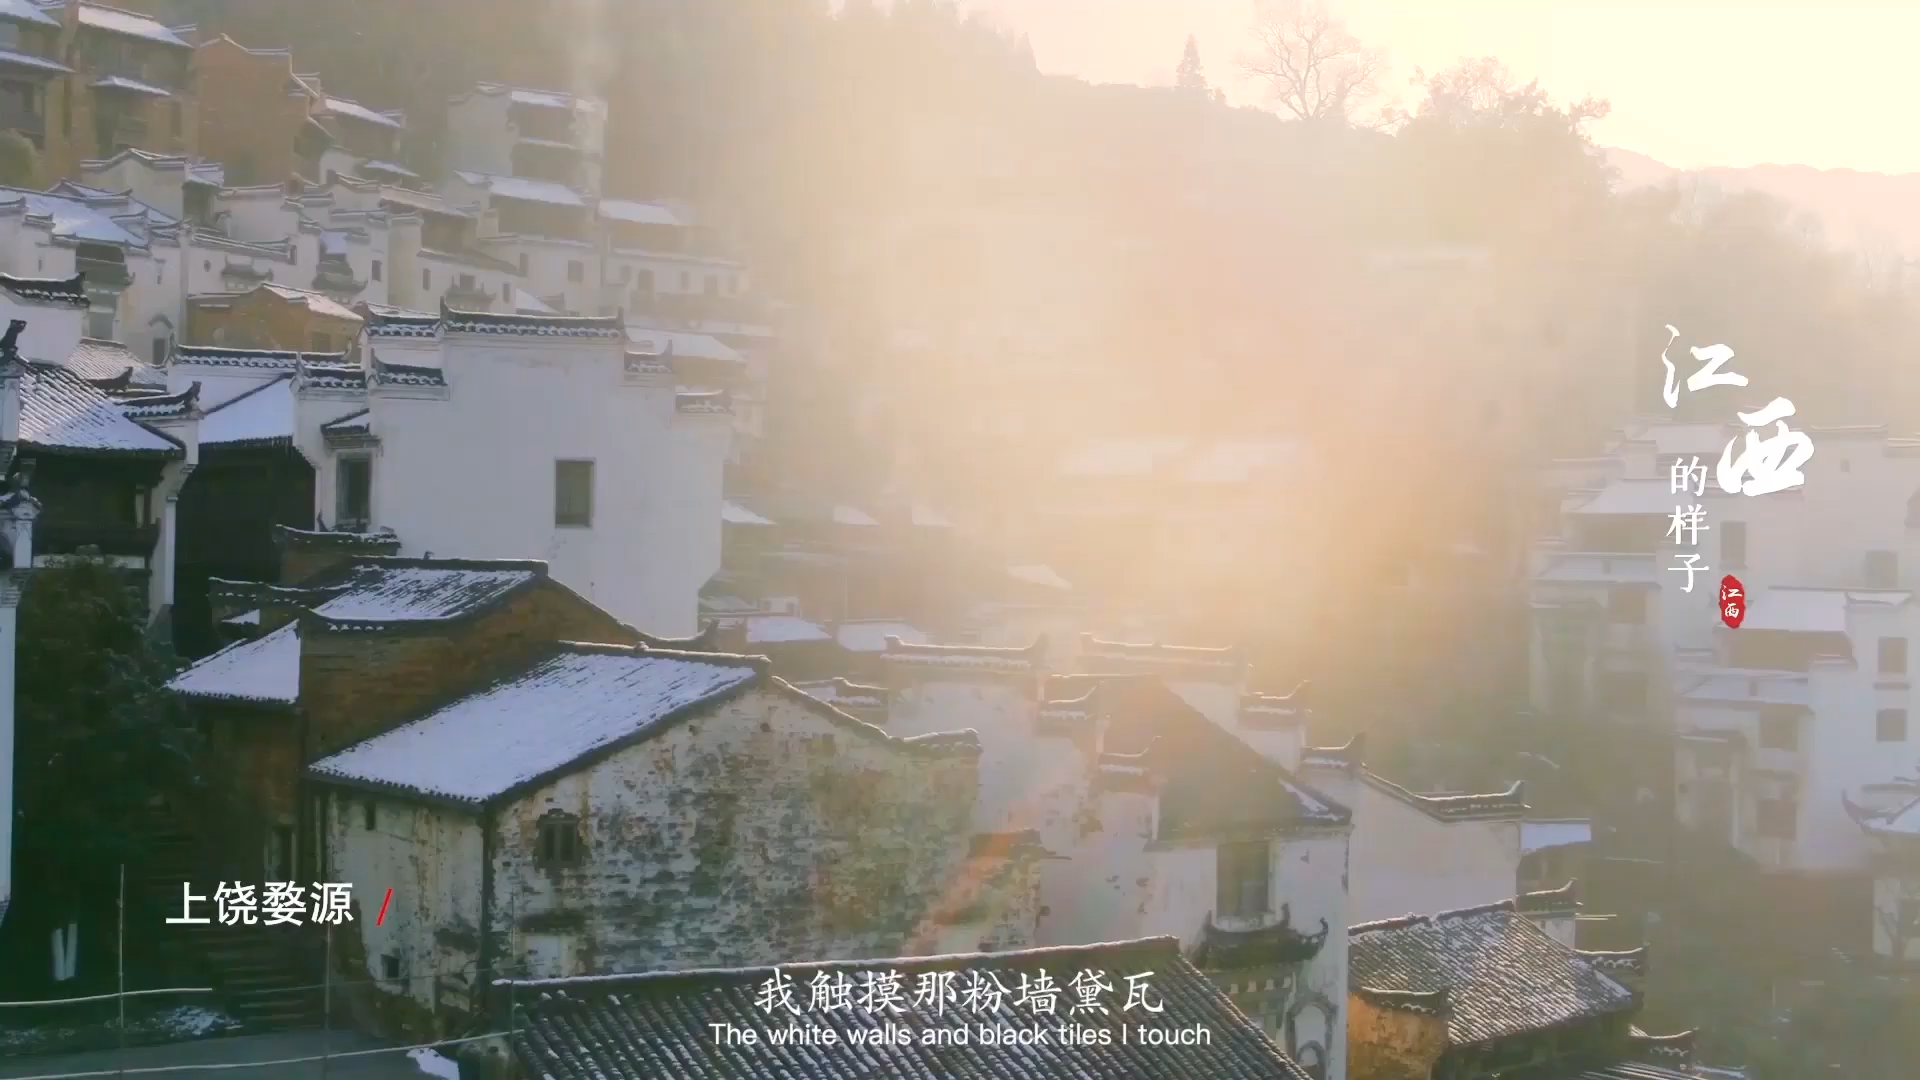 江西
的样子
江西
上饶婺源 /
我触摸那粉墙黛瓦
The white walls and black tiles I touch